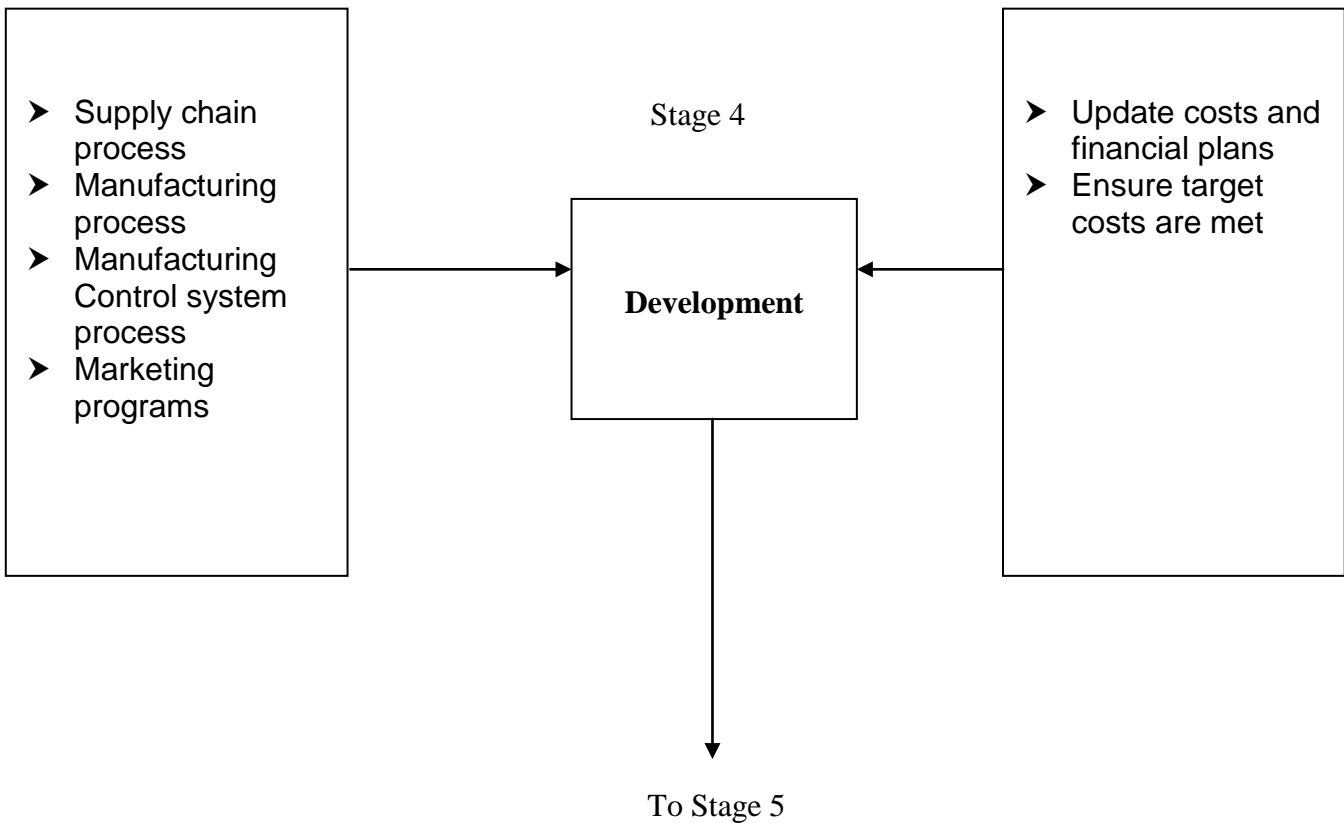 ➤ Supply chain
process
➤ Manufacturing
process
➤ Manufacturing
Control system
process
➤ Marketing
programs
Stage 4
Development
➤ Update costs and
financial plans
➤ Ensure target
costs are met
To Stage 5